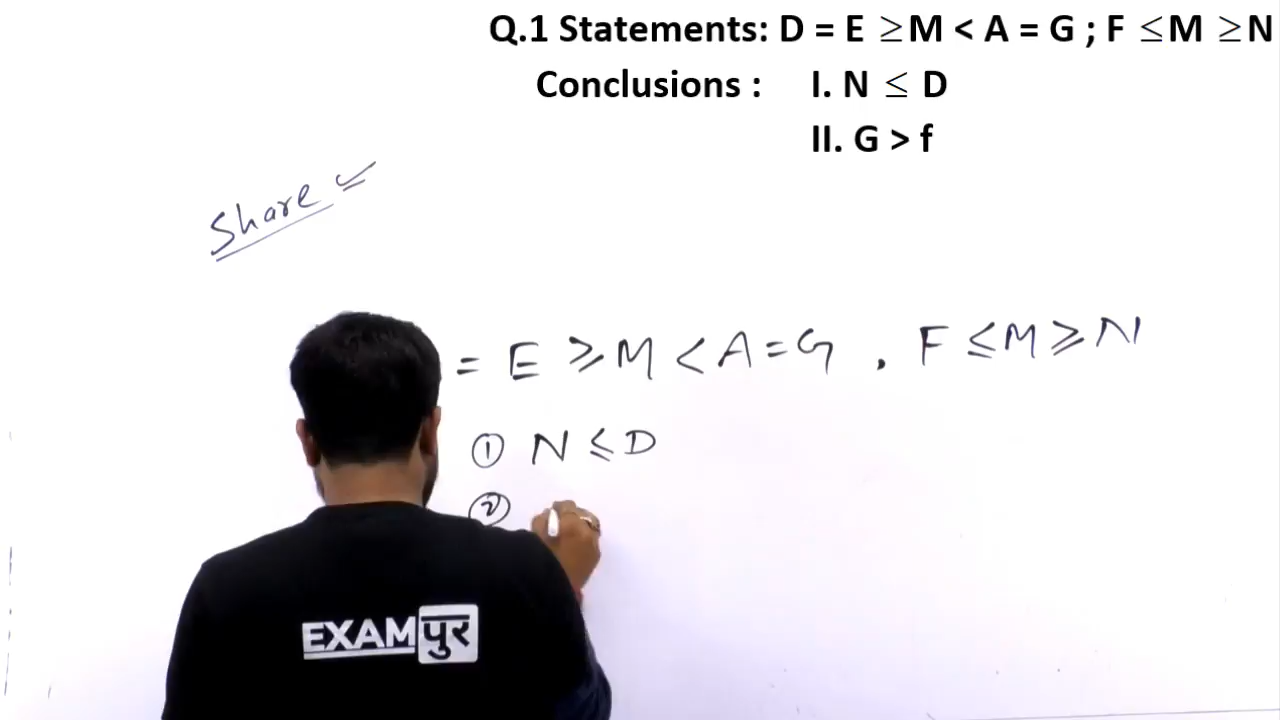 Q.1 Statements: D = E ≥M < A = G ; F ≤M ≥N
Conclusions : I. N ≤ D
II. G > f
Share ✓
= E ≥ M < A = G , F ≤ M ≥ N
① N ≤ D
②
EXAMपुर